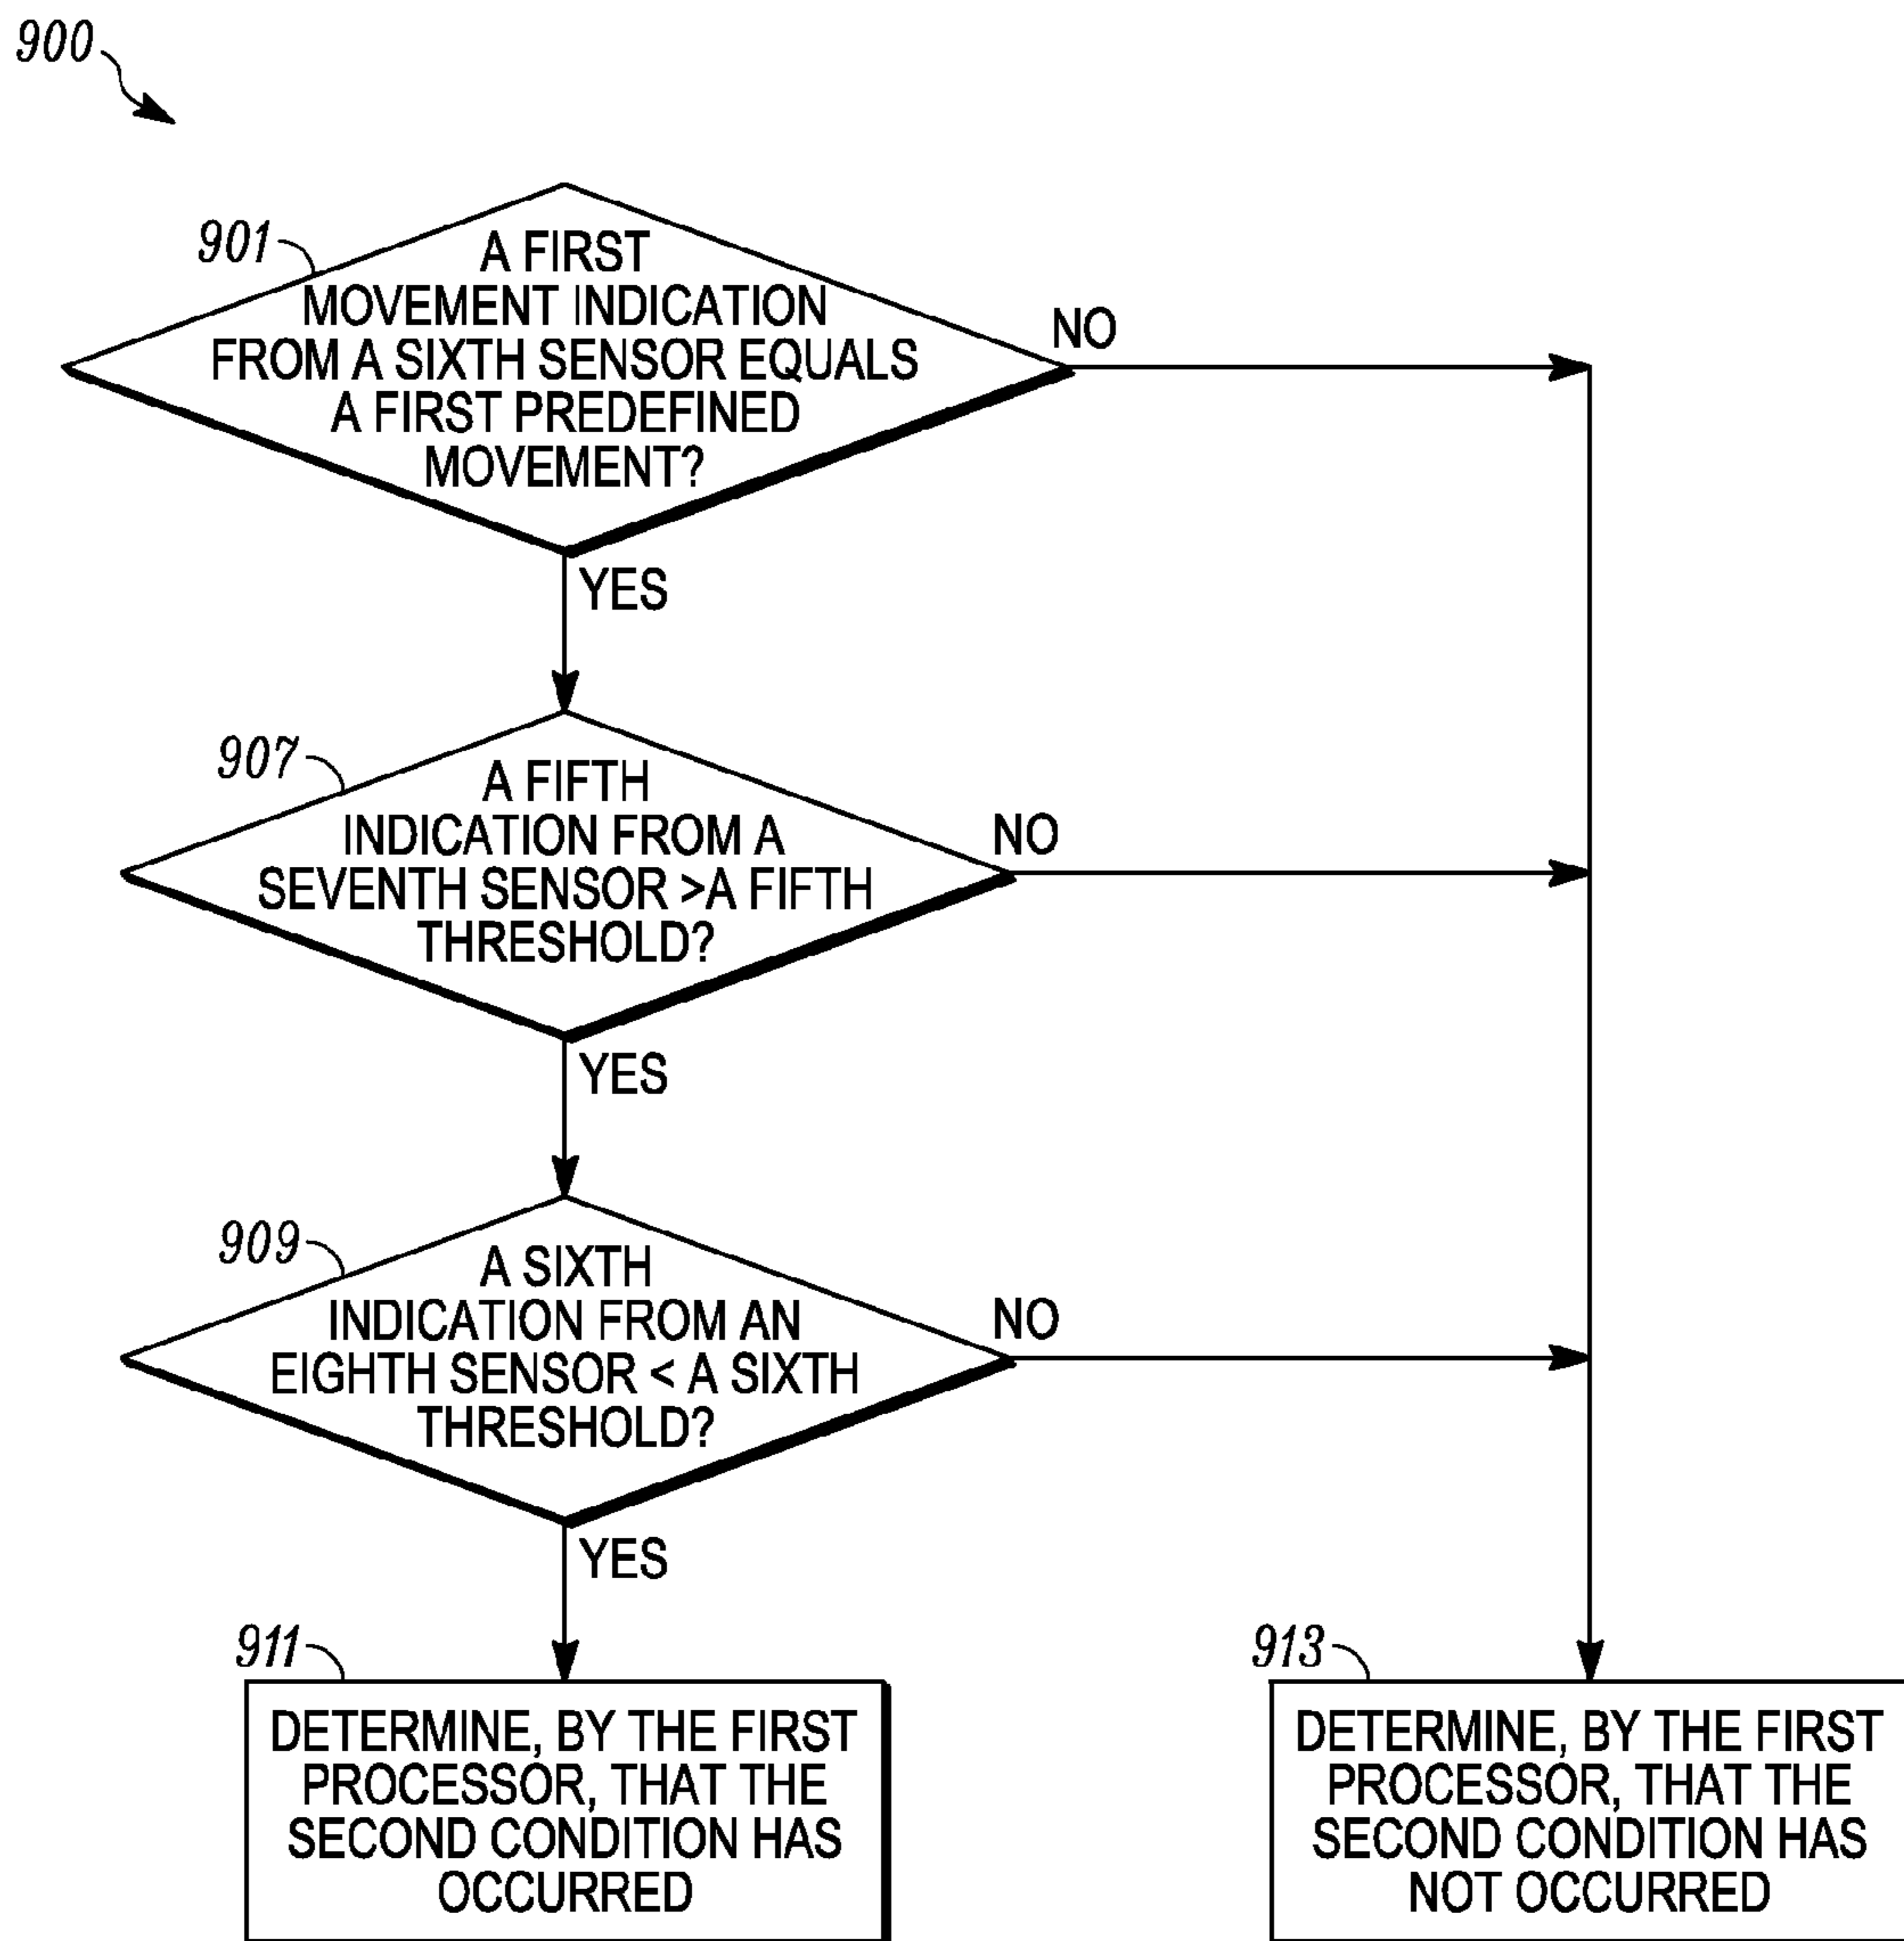 900
901
A FIRST
MOVEMENT INDICATION
FROM A SIXTH SENSOR EQUALS
A FIRST PREDEFINED
MOVEMENT?
NO
YES
907
A FIFTH
INDICATION FROM A
SEVENTH SENSOR >A FIFTH
THRESHOLD?
NO
YES
909
A SIXTH
INDICATION FROM AN
EIGHTH SENSOR < A SIXTH
THRESHOLD?
NO
YES
911
DETERMINE, BY THE FIRST
PROCESSOR, THAT THE
SECOND CONDITION HAS
OCCURRED
913
DETERMINE, BY THE FIRST
PROCESSOR, THAT THE
SECOND CONDITION HAS
NOT OCCURRED